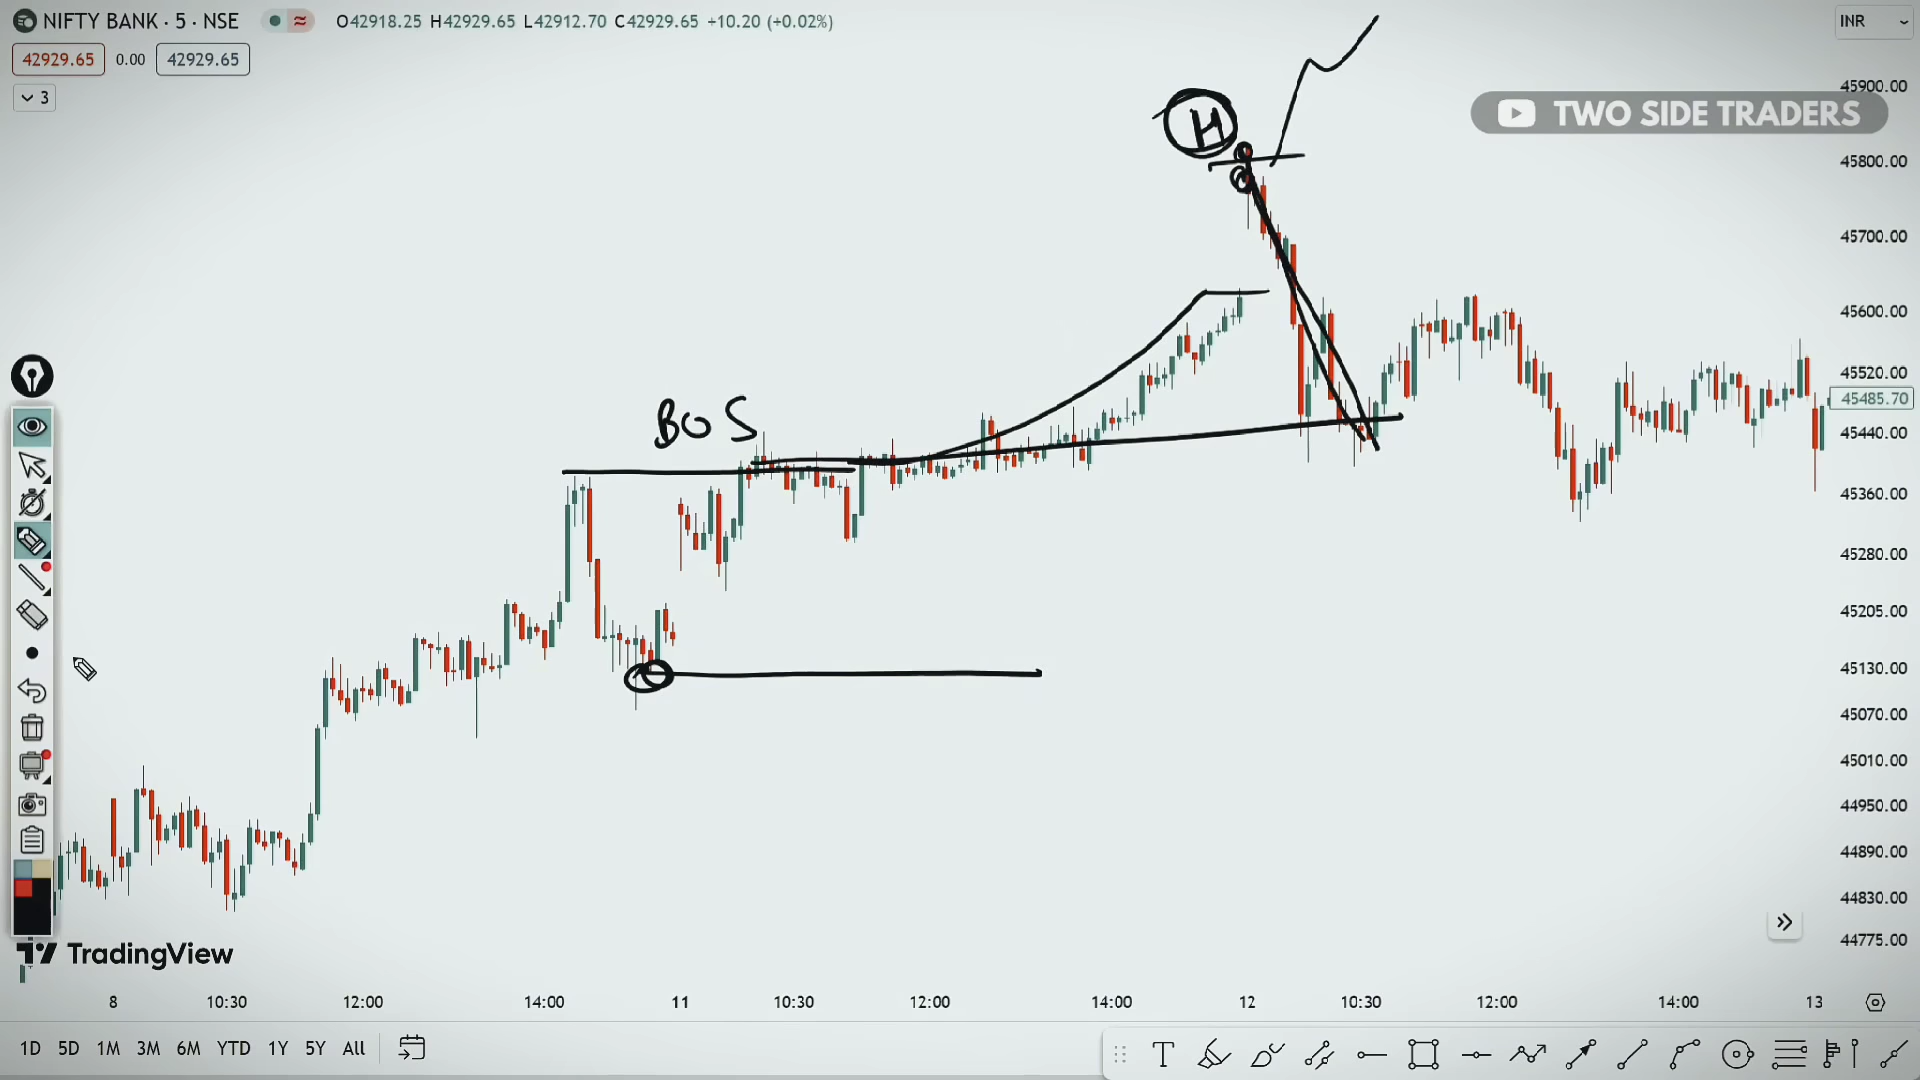 NIFTY BANK · 5 · NSE O42918.25 H42929.65 L42912.70 C42929.65 +10.20 (+0.02%)
INR
42929.65 0.00 42929.65
3
TWO SIDE TRADERS
H
BOS
45900.00
45800.00
45700.00
45600.00
45520.00
45485.70
45440.00
45360.00
45280.00
45205.00
45130.00
45070.00
45010.00
44950.00
44890.00
44830.00
44775.00
TradingView
8 10:30 12:00 14:00 11 10:30 12:00 14:00 12 10:30 12:00 14:00 13
1D 5D 1M 3M 6M YTD 1Y 5Y All